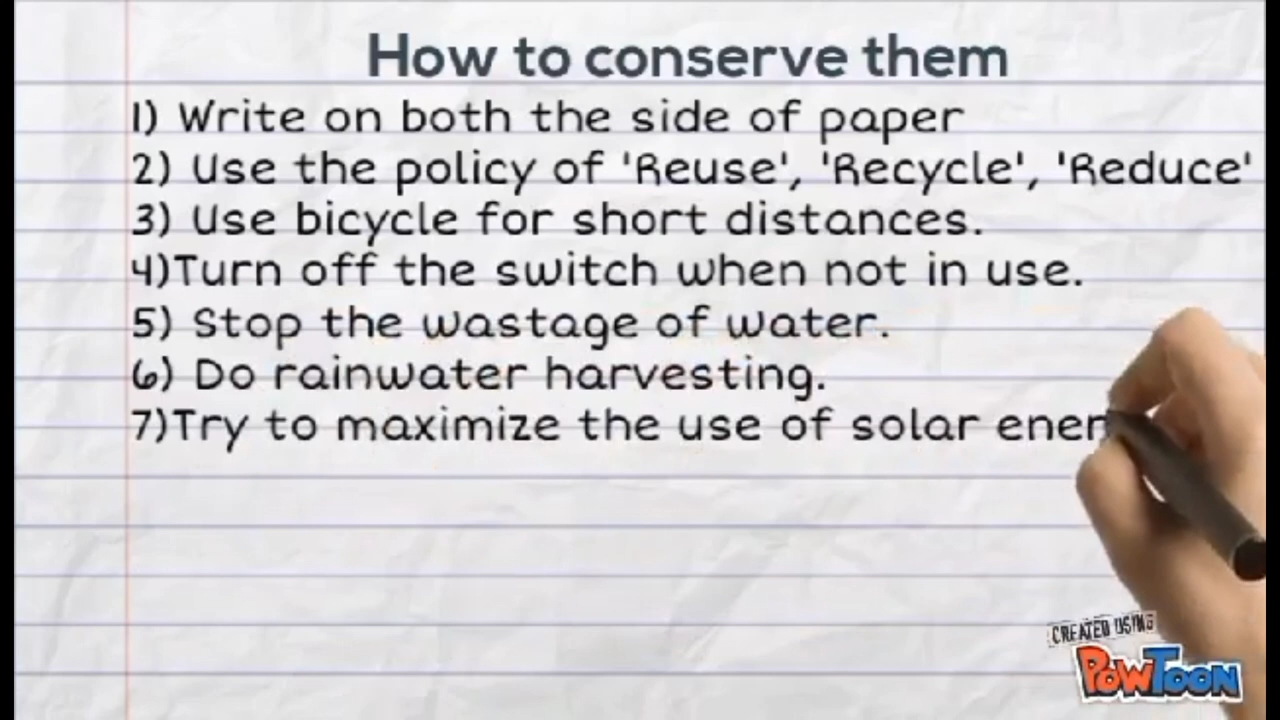 How to conserve them
1) Write on both the side of paper
2) Use the policy of 'Reuse', 'Recycle', 'Reduce'
3) Use bicycle for short distances.
4)Turn off the switch when not in use.
5) Stop the wastage of water.
6) Do rainwater harvesting.
7)Try to maximize the use of solar ener
CREATED USING
POWTOON